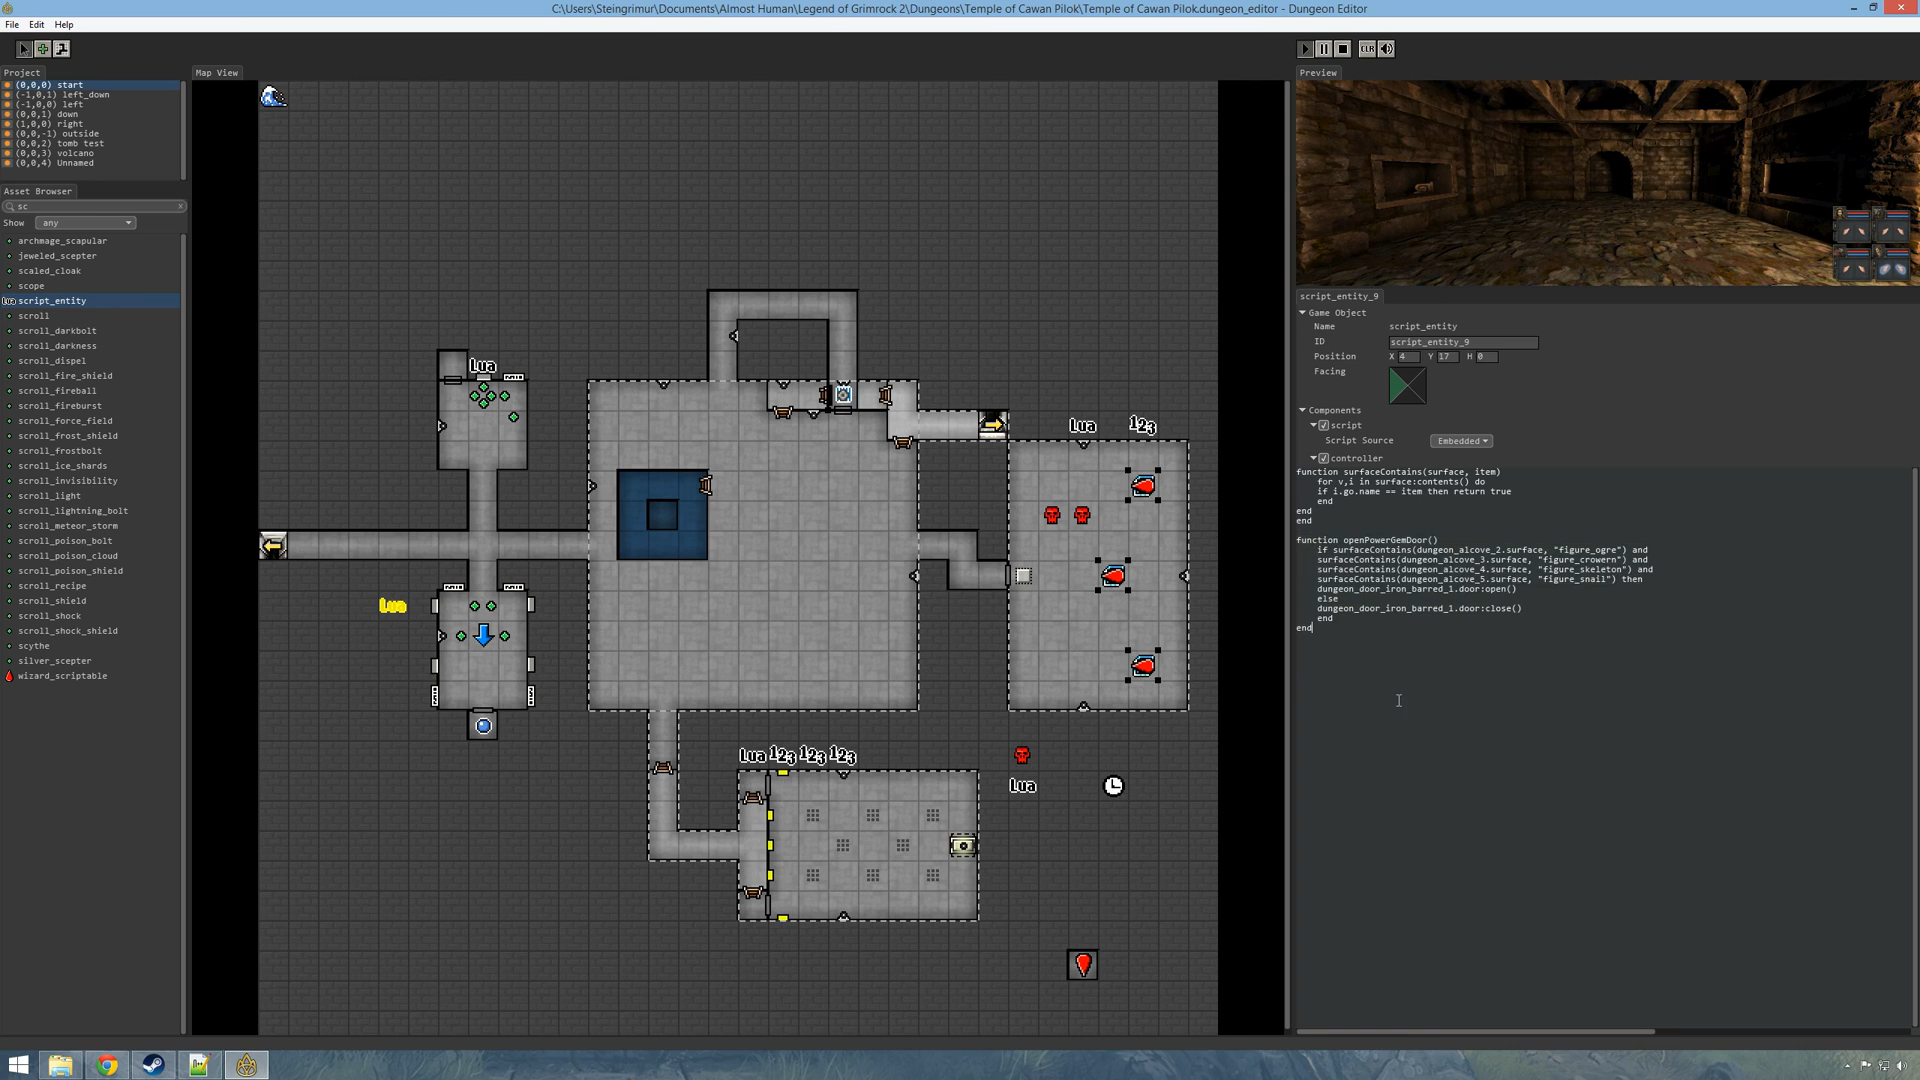 C:\Users\Steingrimur\Documents\Almost Human\Legend of Grimrock 2\Dungeons\Temple of Cawan Pilok\Temple of Cawan Pilok.dungeon_editor - Dungeon Editor
File Edit Help
CLR
Project
(0,0,0) start
(-1,0,1) left_down
(-1,0,0) left
(0,0,1) down
(1,0,0) right
(0,0,-1) outside
(0,0,2) tomb test
(0,0,3) volcano
(0,0,4) Unnamed
Asset Browser
sc
Show any
archmage_scapular
jeweled_scepter
scaled_cloak
scope
Lua script_entity
scroll
scroll_darkbolt
scroll_darkness
scroll_dispel
scroll_fire_shield
scroll_fireball
scroll_fireburst
scroll_force_field
scroll_frost_shield
scroll_frostbolt
scroll_ice_shards
scroll_invisibility
scroll_light
scroll_lightning_bolt
scroll_meteor_storm
scroll_poison_bolt
scroll_poison_cloud
scroll_poison_shield
scroll_recipe
scroll_shield
scroll_shock
scroll_shock_shield
scythe
silver_scepter
wizard_scriptable
Map View
Lua
Lua 123
Lua
Lua 123 123 123
Lua
Preview
script_entity_9
Game Object
Name script_entity
ID script_entity_9
Position X 4 Y 17 H 0
Facing
Components
script
Script Source Embedded
controller
function surfaceContains(surface, item)
for v,i in surface:contents() do
if i.go.name == item then return true
end
end
end
function openPowerGemDoor()
if surfaceContains(dungeon_alcove_2.surface, "figure_ogre") and
surfaceContains(dungeon_alcove_3.surface, "figure_crowern") and
surfaceContains(dungeon_alcove_4.surface, "figure_skeleton") and
surfaceContains(dungeon_alcove_5.surface, "figure_snail") then
dungeon_door_iron_barred_1.door:open()
else
dungeon_door_iron_barred_1.door:close()
end
end